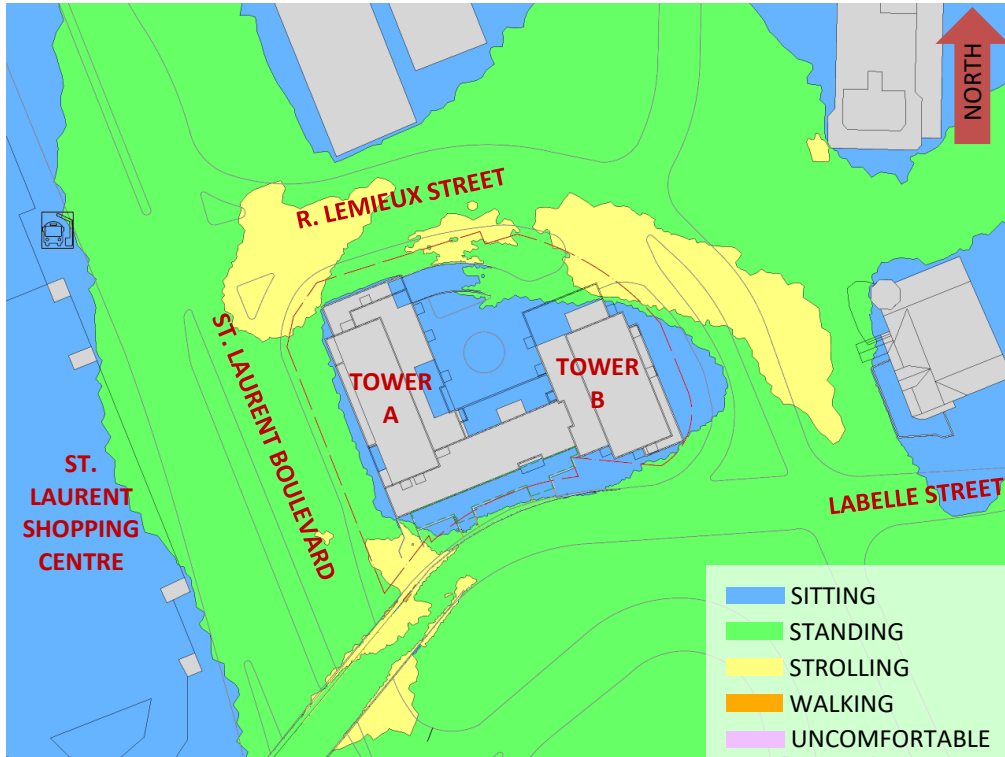 NORTH
R. LEMIEUX STREET
ST. LAURENT BOULEVARD
TOWER
A
TOWER
B
ST.
LAURENT
SHOPPING
CENTRE
LABELLE STREET
SITTING
STANDING
STROLLING
WALKING
UNCOMFORTABLE